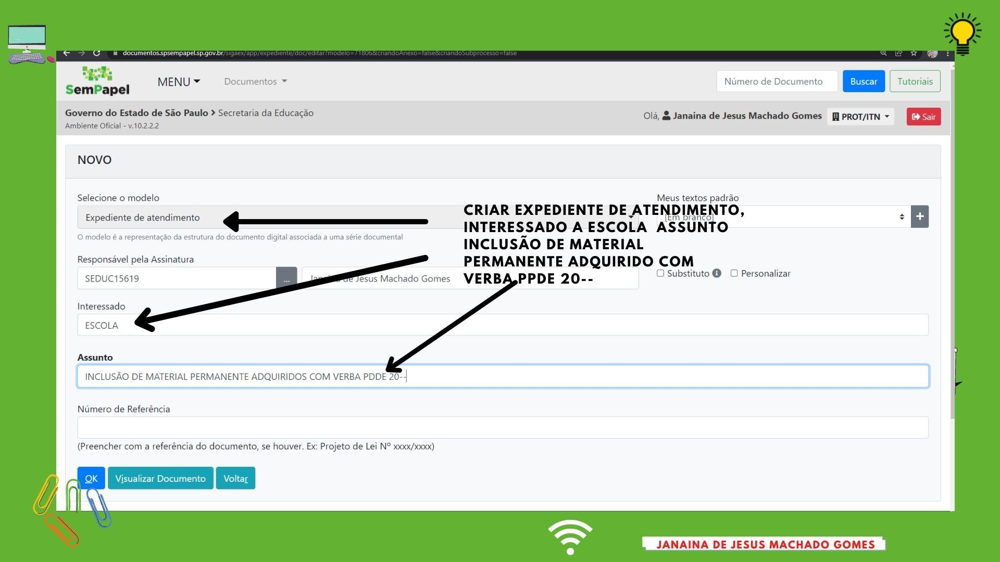 documentos.spsempapel.sp.gov.br/sigaex/app/expediente/doc/editar?modelo=71806&criandoAnexo=false&criandoSubprocesso=false
SemPapel
MENU
Documentos
Número de Documento
Buscar
Tutoriais
Governo do Estado de São Paulo > Secretaria da Educação
Ambiente Oficial - v.10.2.2.2
Olá, Janaina de Jesus Machado Gomes
PROT/ITN
Sair
NOVO
Selecione o modelo
Expediente de atendimento
O modelo é a representação da estrutura do documento digital associada a uma série documental
Meus textos padrão
[Em branco]
+
CRIAR EXPEDIENTE DE ATENDIMENTO,
INTERESSADO A ESCOLA ASSUNTO
INCLUSÃO DE MATERIAL
PERMANENTE ADQUIRIDO COM
VERBA PPDE 20--
Responsável pela Assinatura
SEDUC15619
...
Janaina de Jesus Machado Gomes
Substituto
Personalizar
Interessado
ESCOLA
Assunto
INCLUSÃO DE MATERIAL PERMANENTE ADQUIRIDOS COM VERBA PDDE 20--
Número de Referência
(Preencher com a referência do documento, se houver. Ex: Projeto de Lei Nº xxxx/xxxx)
OK
Visualizar Documento
Voltar
JANAINA DE JESUS MACHADO GOMES